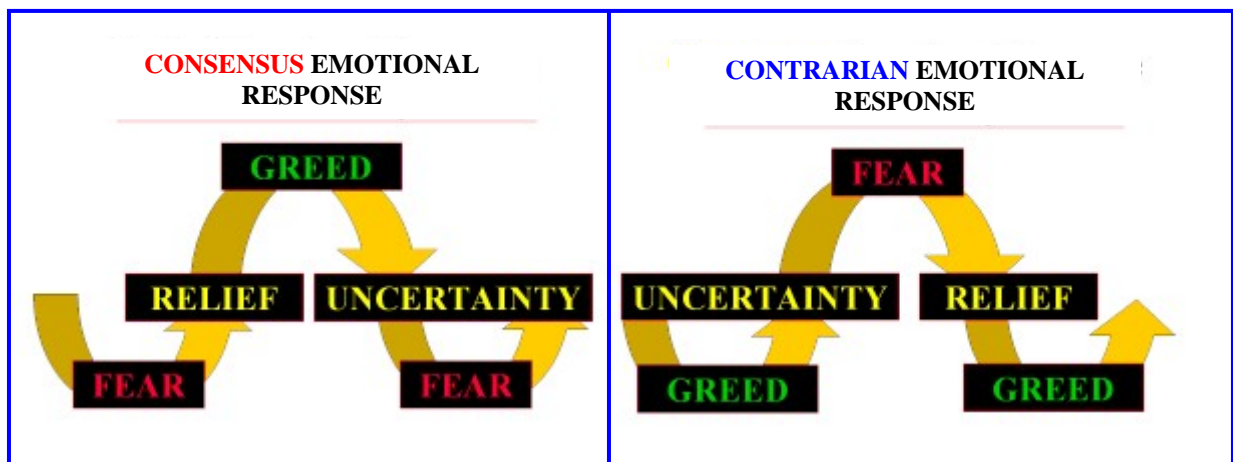 CONSENSUS EMOTIONAL
RESPONSE
GREED
RELIEF
UNCERTAINTY
FEAR
FEAR
CONTRARIAN EMOTIONAL
RESPONSE
FEAR
UNCERTAINTY
RELIEF
GREED
GREED